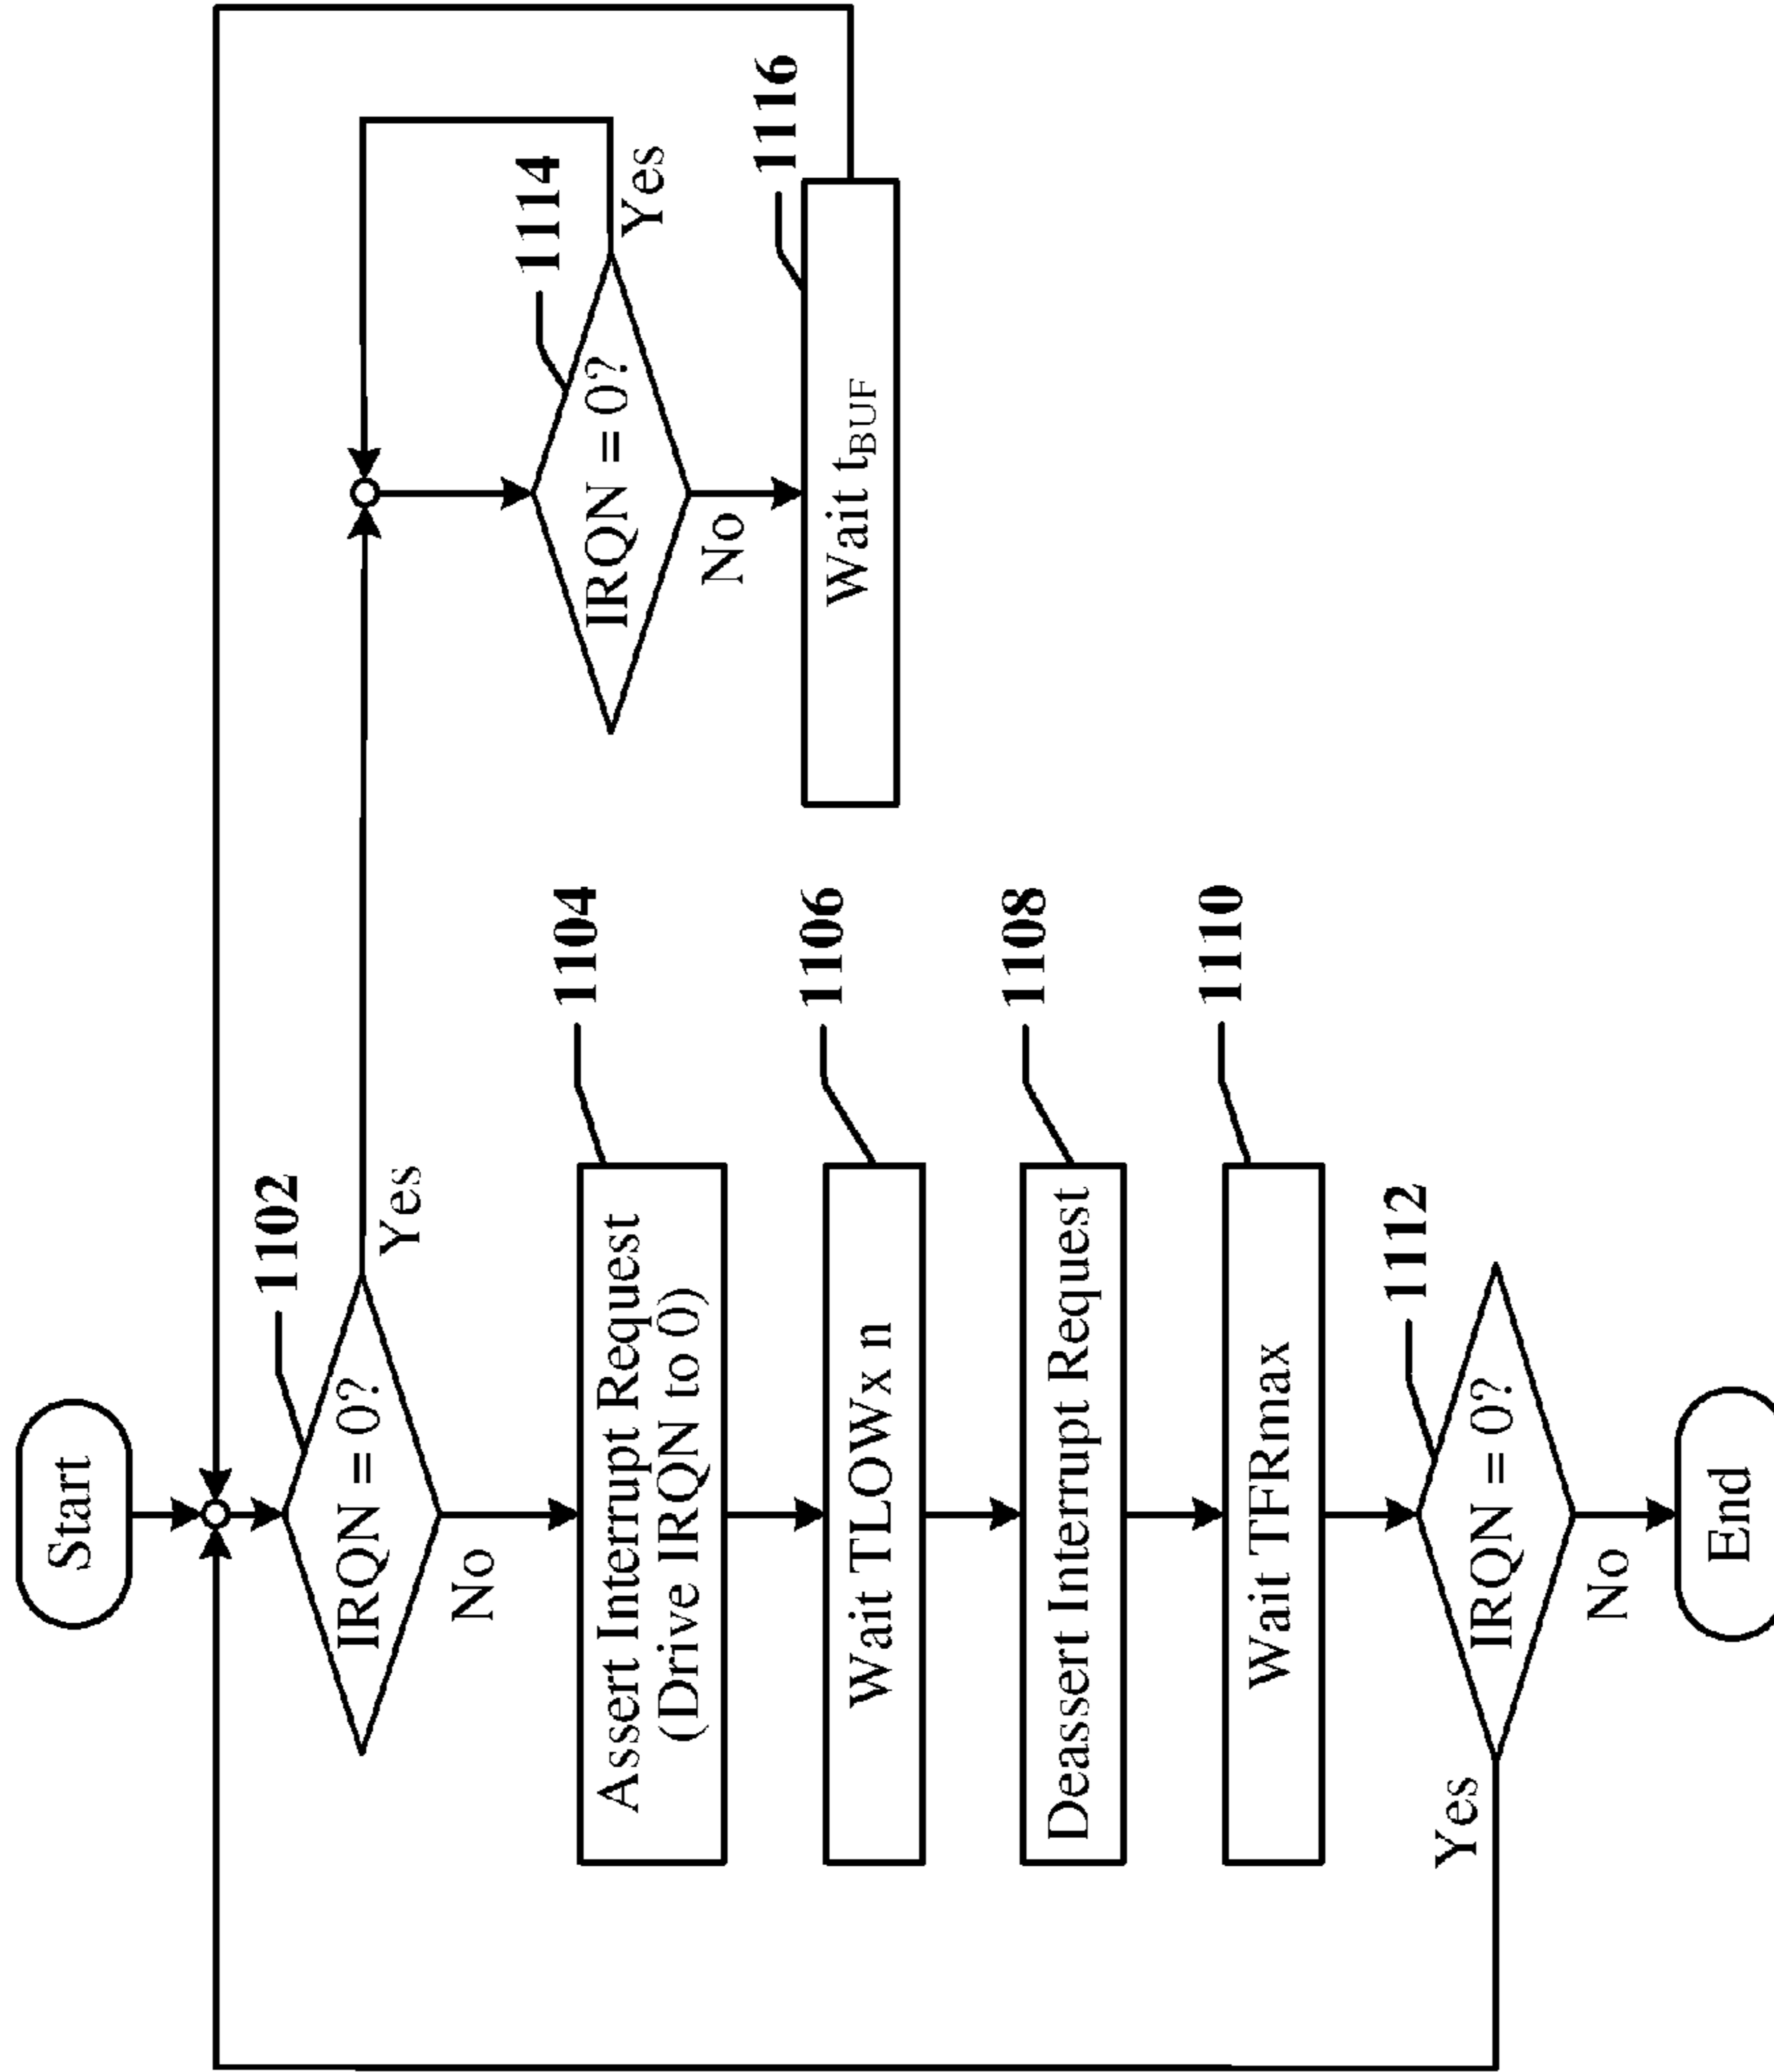 Start
1102
IRQN = 0?
Yes
No
1104
Assert Interrupt Request
(Drive IRQN to 0)
1106
Wait TLOW x n
1108
Deassert Interrupt Request
1110
Wait TFRmax
1112
IRQN = 0?
Yes
No
End
1114
IRQN = 0?
Yes
No
1116
Wait tBUF